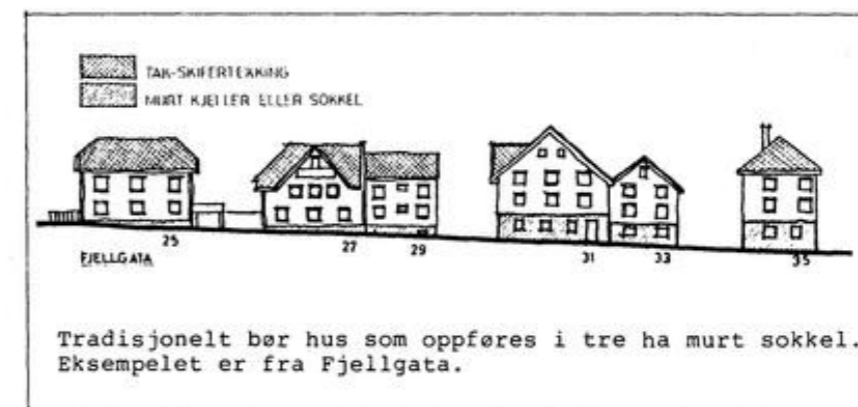 TAK-SKIFERTEKKING
MURT KJELLER ELLER SOKKEL
25
27
29
31
33
35
FJELLGATA
Tradisjonelt bør hus som oppføres i tre ha murt sokkel.
Eksempelet er fra Fjellgata.